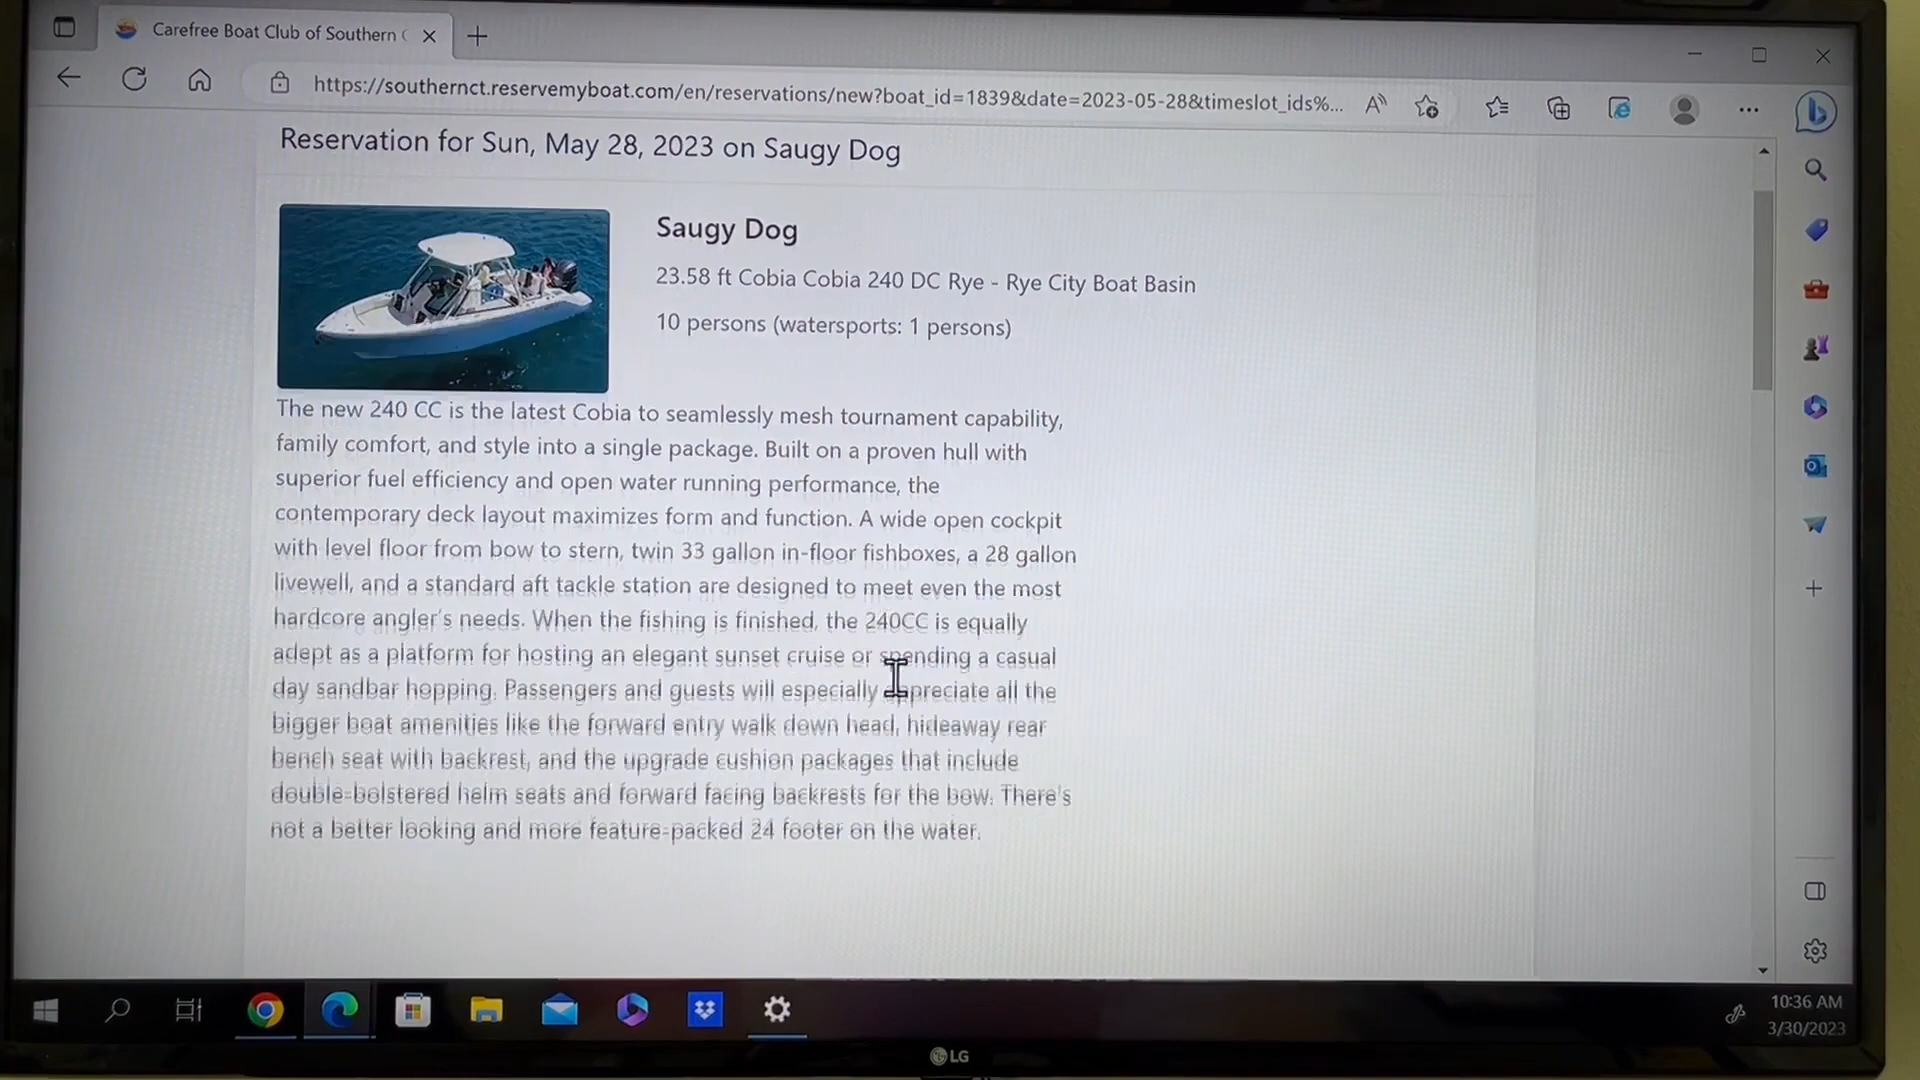 Carefree Boat Club of Southern C
https://southernct.reservemyboat.com/en/reservations/new?boat_id=1839&date=2023-05-28&timeslot_ids%...
Reservation for Sun, May 28, 2023 on Saugy Dog
Saugy Dog
23.58 ft Cobia Cobia 240 DC Rye - Rye City Boat Basin
10 persons (watersports: 1 persons)
The new 240 CC is the latest Cobia to seamlessly mesh tournament capability,
family comfort, and style into a single package. Built on a proven hull with
superior fuel efficiency and open water running performance, the
contemporary deck layout maximizes form and function. A wide open cockpit
with level floor from bow to stern, twin 33 gallon in-floor fishboxes, a 28 gallon
livewell, and a standard aft tackle station are designed to meet even the most
hardcore angler's needs. When the fishing is finished, the 240CC is equally
adept as a platform for hosting an elegant sunset cruise or spending a casual
day sandbar hopping. Passengers and guests will especially appreciate all the
bigger boat amenities like the forward entry walk down head, hideaway rear
bench seat with backrest, and the upgrade cushion packages that include
double-bolstered helm seats and forward facing backrests for the bow. There's
not a better looking and more feature-packed 24 footer on the water.
10:36 AM
3/30/2023
LG